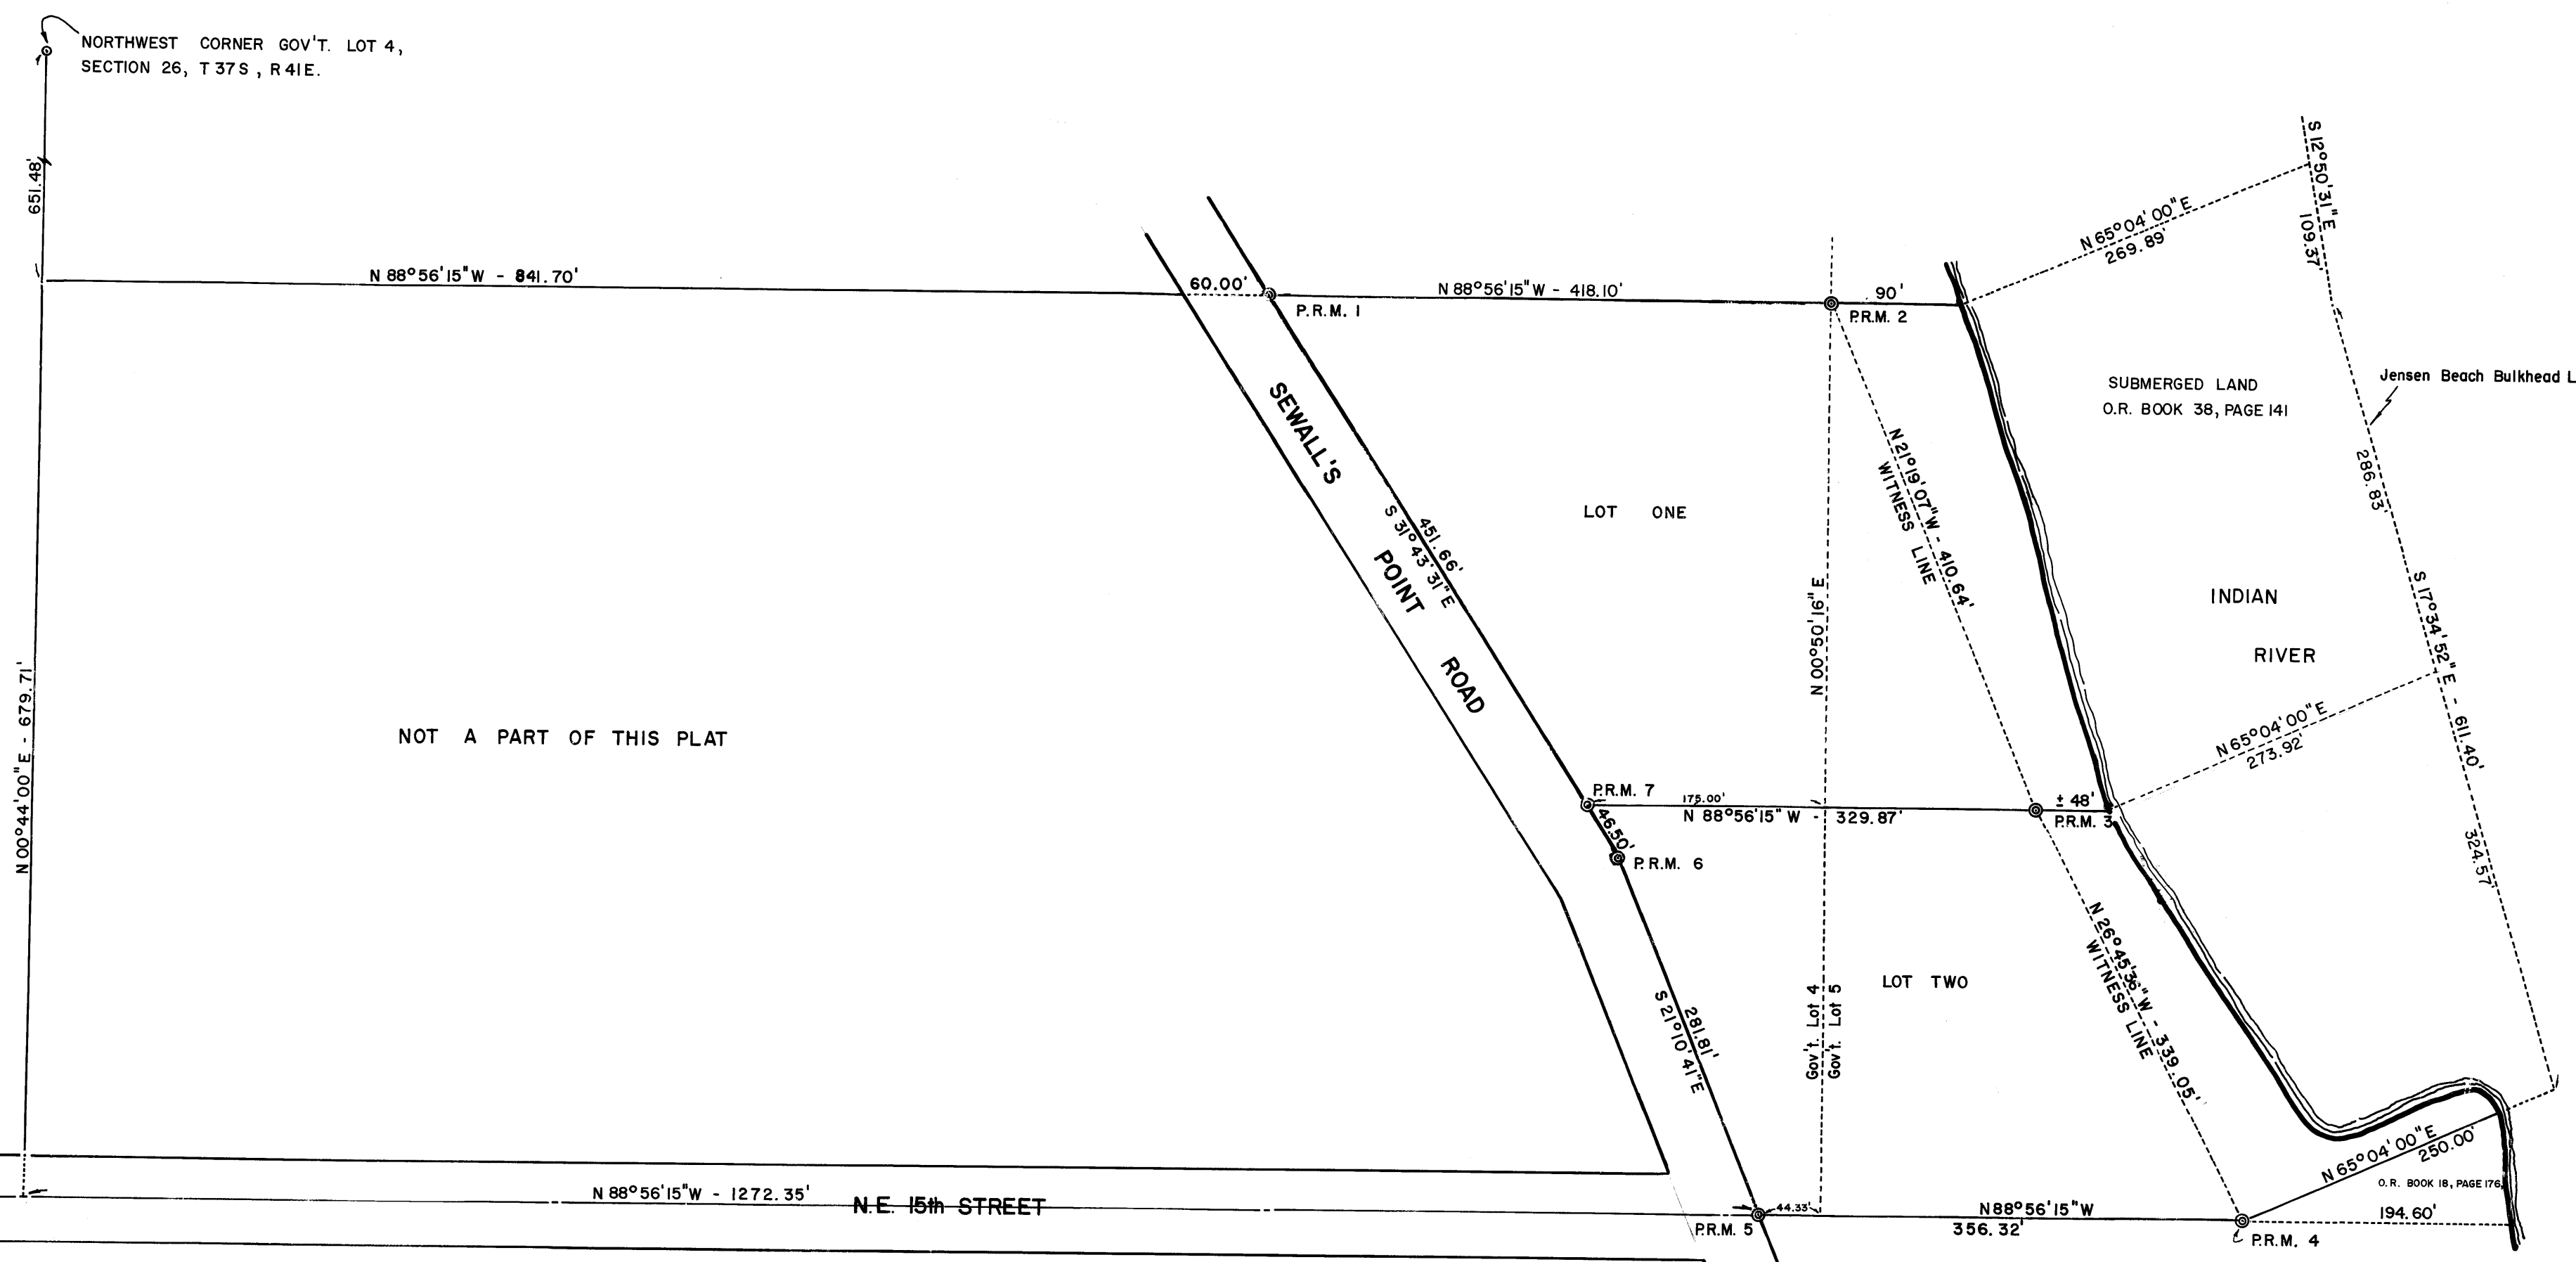 NORTHWEST CORNER GOV'T. LOT 4,
SECTION 26, T 37 S , R 41 E.
651.48'
N 88°56'15"W - 841.70'
60.00'
P.R.M. 1
N 88°56'15"W - 418.10'
90'
P.R.M. 2
N 65°04'00"E
269.89'
S 12°50'31"E
109.37'
SUBMERGED LAND
O.R. BOOK 38, PAGE 141
Jensen Beach Bulkhead L
286.83'
SEWALL'S
POINT
ROAD
451.66'
S 31°43'31"E
LOT ONE
N 21°19'07"W - 410.64'
WITNESS LINE
N 00°50'16"E
INDIAN
RIVER
S 17°34'52"E - 611.40'
N 65°04'00"E
273.92'
324.57'
N 00°44'00"E - 679.71'
NOT A PART OF THIS PLAT
P.R.M. 7
175.00'
N 88°56'15"W - 329.87'
± 48'
P.R.M. 3
46.50'
P.R.M. 6
281.81'
S 21°10'41"E
Gov't. Lot 4
Gov't. Lot 5
LOT TWO
N 26°45'36"W - 339.05'
WITNESS LINE
N 65°04'00"E
250.00'
O.R. BOOK 18, PAGE 176
N 88°56'15"W - 1272.35'
N.E. 15th STREET
P.R.M. 5
44.33'
N 88°56'15"W
356.32'
194.60'
P.R.M. 4